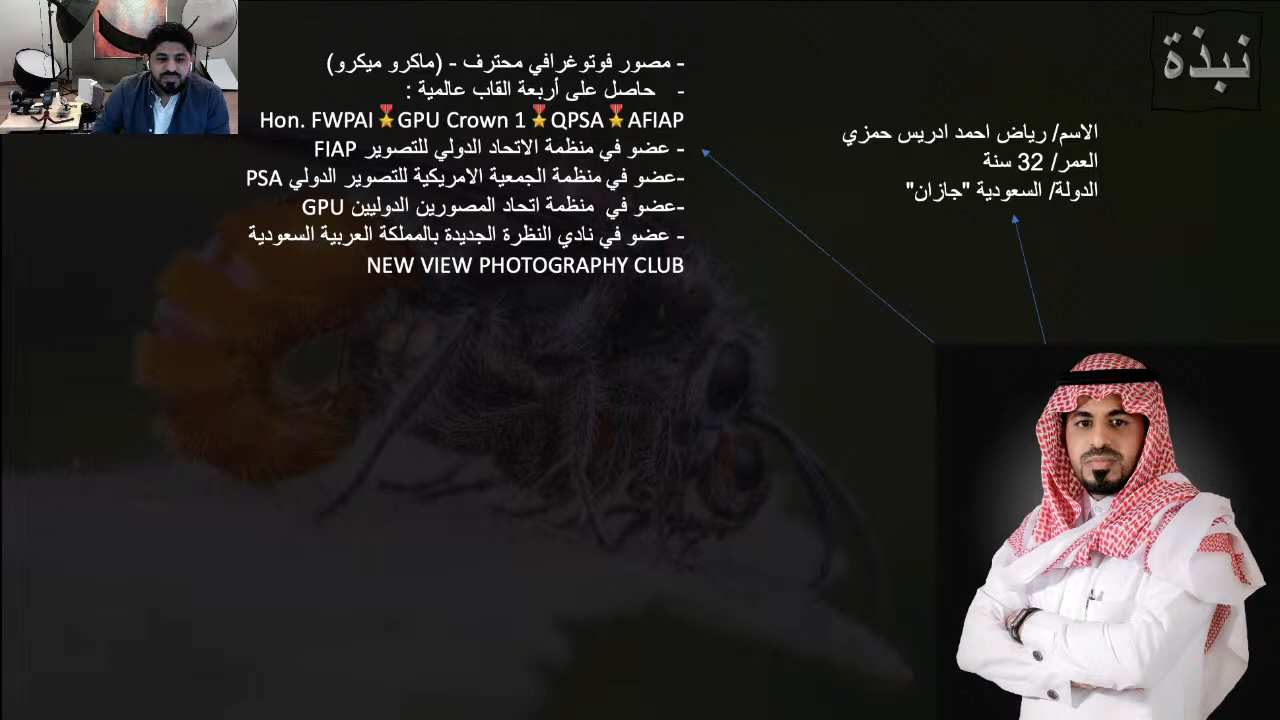 نبذة
الاسم/ رياض احمد ادريس حمزي
العمر/ 32 سنة
الدولة/ السعودية "جازان"
- مصور فوتوغرافي محترف - (ماكرو ميكرو)
- حاصل على أربعة القاب عالمية :
Hon. FWPAI🎖️GPU Crown 1🎖️QPSA🎖️AFIAP
- عضو في منظمة الاتحاد الدولي للتصوير FIAP
-عضو في منظمة الجمعية الامريكية للتصوير الدولي PSA
-عضو في منظمة اتحاد المصورين الدوليين GPU
- عضو في نادي النظرة الجديدة بالمملكة العربية السعودية
NEW VIEW PHOTOGRAPHY CLUB